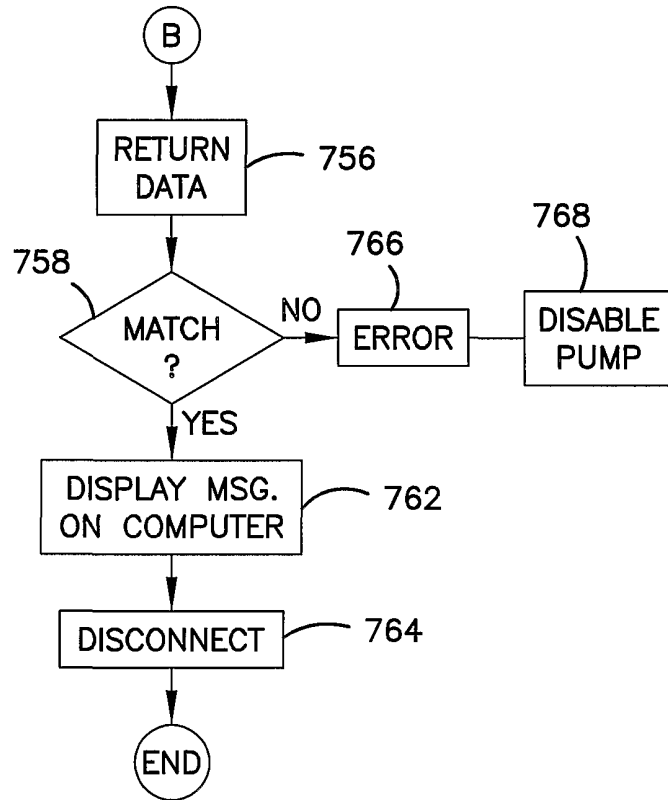 B
RETURN
DATA
756
758
MATCH
?
NO
766
ERROR
768
DISABLE
PUMP
YES
DISPLAY MSG.
ON COMPUTER
762
DISCONNECT
764
END